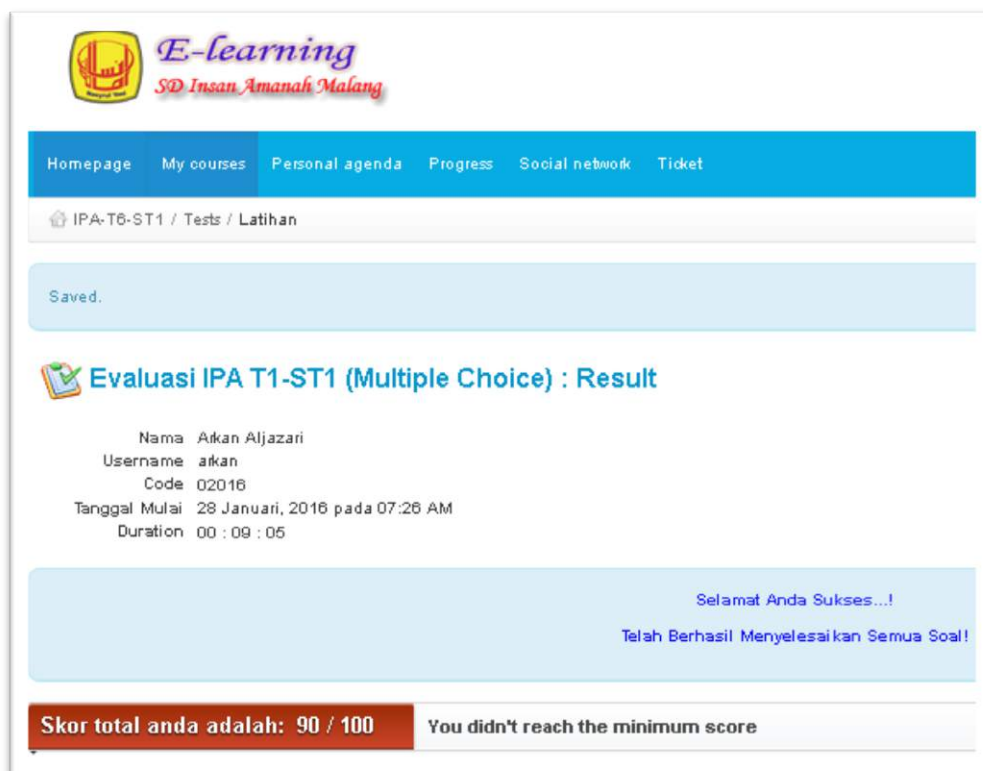 E-learning
SD Insan Amanah Malang
Homepage My courses Personal agenda Progress Social network Ticket
IPA-T6-ST1 / Tests / Latihan
Saved.
Evaluasi IPA T1-ST1 (Multiple Choice) : Result
Nama Arkan Aljazari
Username arkan
Code 02016
Tanggal Mulai 28 Januari, 2016 pada 07:26 AM
Duration 00 : 09 : 05
Selamat Anda Sukses...!
Telah Berhasil Menyelesaikan Semua Soal!
Skor total anda adalah: 90 / 100 You didn't reach the minimum score